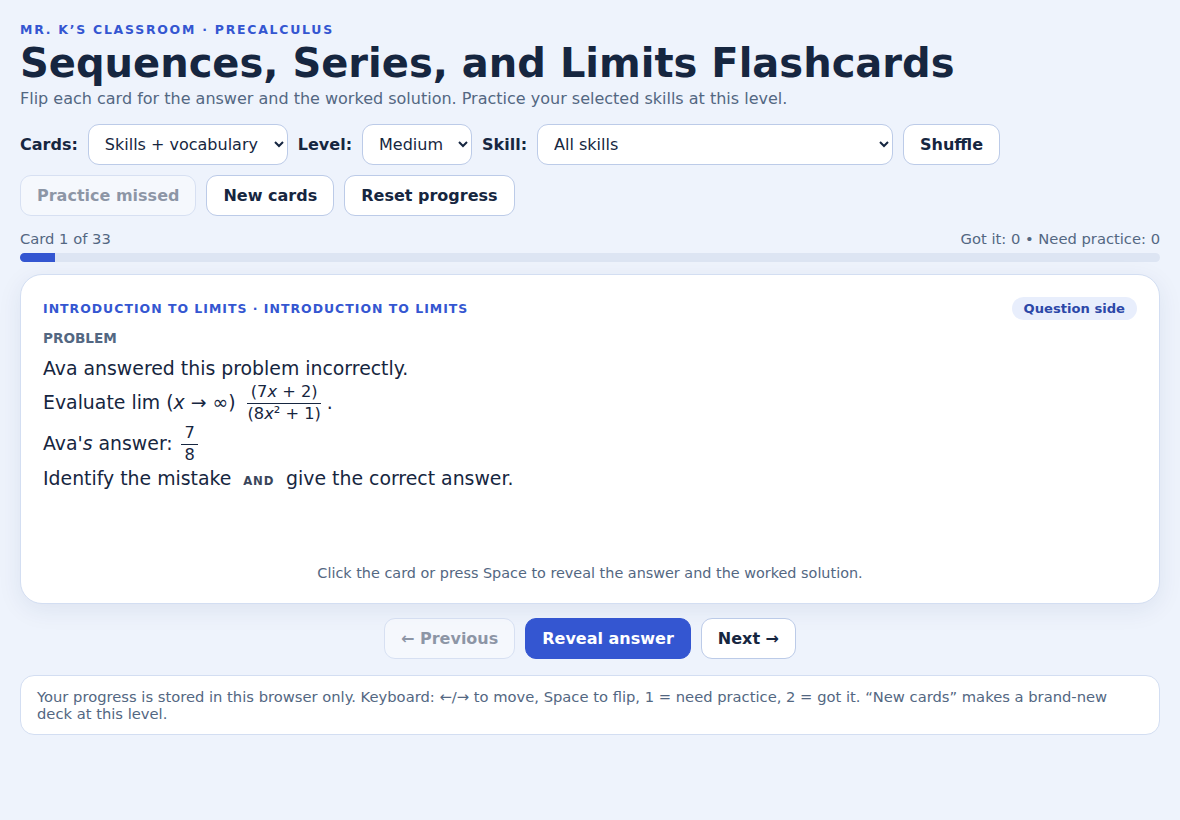 MR. K’S CLASSROOM · PRECALCULUS
Sequences, Series, and Limits Flashcards
Flip each card for the answer and the worked solution. Practice your selected skills at this level.
Cards: Skills + vocabulary Level: Medium Skill: All skills Shuffle
Practice missed New cards Reset progress
Card 1 of 33 Got it: 0 • Need practice: 0
INTRODUCTION TO LIMITS · INTRODUCTION TO LIMITS Question side
PROBLEM
Ava answered this problem incorrectly.
Evaluate lim (x → ∞) (7x + 2)/(8x² + 1) .
Ava's answer: 7/8
Identify the mistake AND give the correct answer.
Click the card or press Space to reveal the answer and the worked solution.
← Previous Reveal answer Next →
Your progress is stored in this browser only. Keyboard: ←/→ to move, Space to flip, 1 = need practice, 2 = got it. “New cards” makes a brand-new
deck at this level.